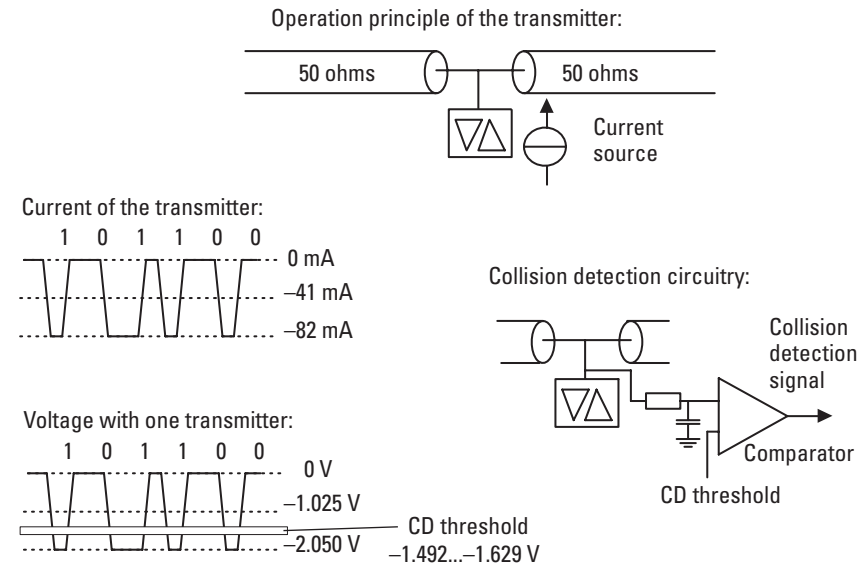 Operation principle of the transmitter:
50 ohms
50 ohms
Current
source
Current of the transmitter:
1 0 1 1 0 0
0 mA
–41 mA
–82 mA
Collision detection circuitry:
Collision
detection
signal
Comparator
CD threshold
Voltage with one transmitter:
1 0 1 1 0 0
0 V
–1.025 V
–2.050 V
CD threshold
–1.492...–1.629 V